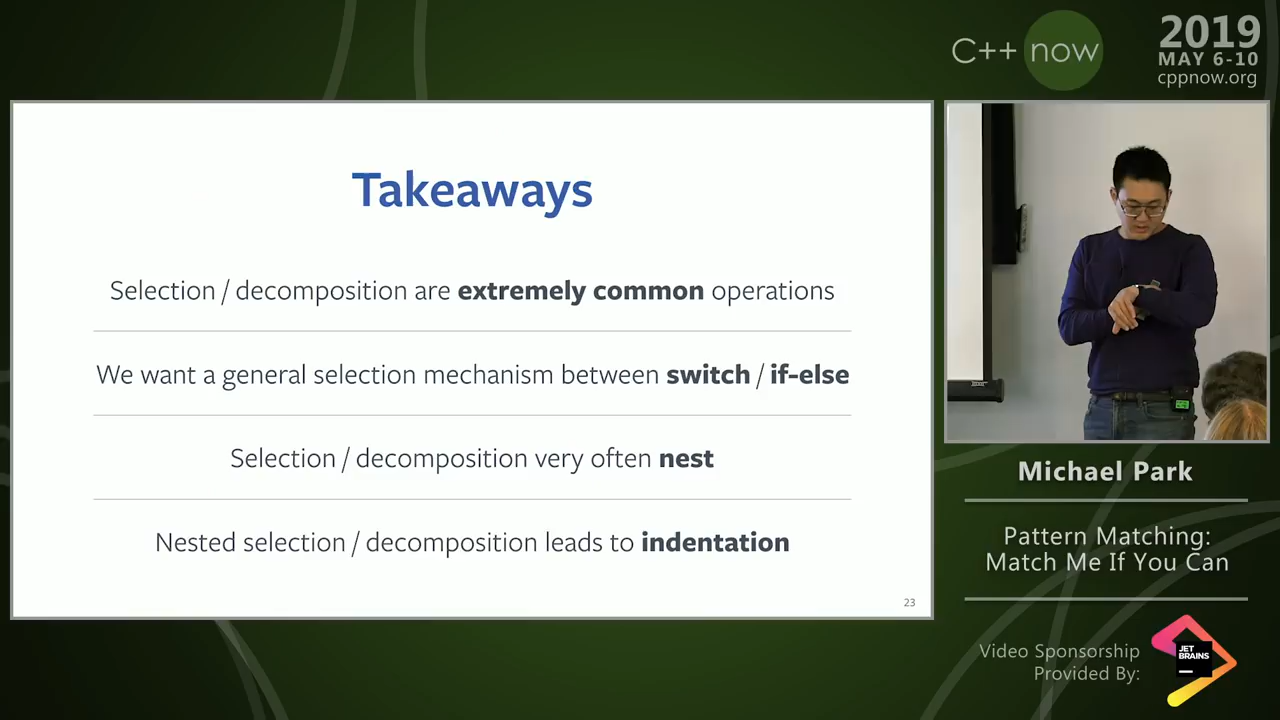 C++ now
2019
MAY 6-10
cppnow.org
Takeaways
Selection / decomposition are extremely common operations
We want a general selection mechanism between switch / if-else
Selection / decomposition very often nest
Nested selection / decomposition leads to indentation
23
Michael Park
Pattern Matching:
Match Me If You Can
Video Sponsorship
Provided By:
JET
BRAINS